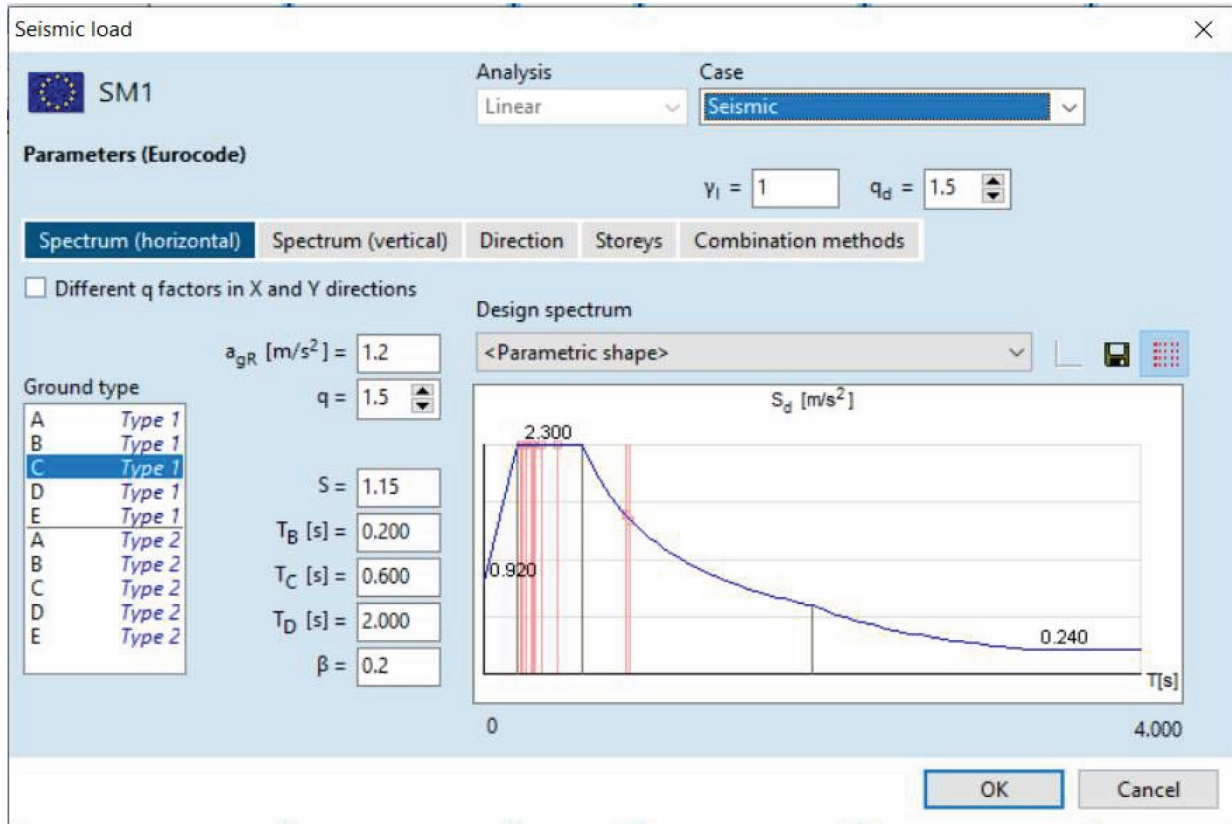 Seismic load
SM1
Analysis
Linear
Case
Seismic
Parameters (Eurocode)
γI = 1
qd = 1.5
Spectrum (horizontal)
Spectrum (vertical)
Direction
Storeys
Combination methods
Different q factors in X and Y directions
agR [m/s²] = 1.2
q = 1.5
Ground type
A Type 1
B Type 1
C Type 1
D Type 1
E Type 1
A Type 2
B Type 2
C Type 2
D Type 2
E Type 2
S = 1.15
TB [s] = 0.200
TC [s] = 0.600
TD [s] = 2.000
β = 0.2
Design spectrum
<Parametric shape>
Sd [m/s²]
2.300
0.920
0.240
T[s]
0
4.000
OK
Cancel